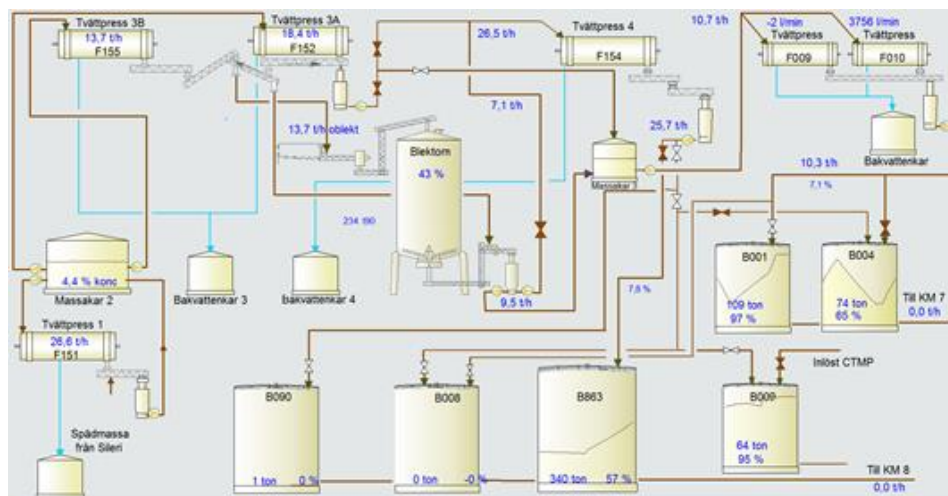 Tvättpress 3B
13,7 t/h
F155
Tvättpress 3A
18,4 t/h
F152
26,5 t/h
Tvättpress 4
F154
10,7 t/h
-2 l/min
Tvättpress
F009
3756 l/min
Tvättpress
F010
7,1 t/h
13,7 t/h oblekt
Blektorn
43 %
25,7 t/h
Massakar
Bakvattenkar
10,3 t/h
7,1 %
234 190
4,4 % konc
Massakar 2
Bakvattenkar 3
Bakvattenkar 4
9,5 t/h
B001
109 ton
97 %
B004
74 ton
65 %
Till KM 7
0,0 t/h
Tvättpress 1
26,6 t/h
F151
Inlöst CTMP
B090
1 ton 0 %
B008
0 ton -0 %
B863
340 ton 57 %
B009
64 ton
95 %
Spädmassa
från Sileri
Till KM 8
0,0 t/h